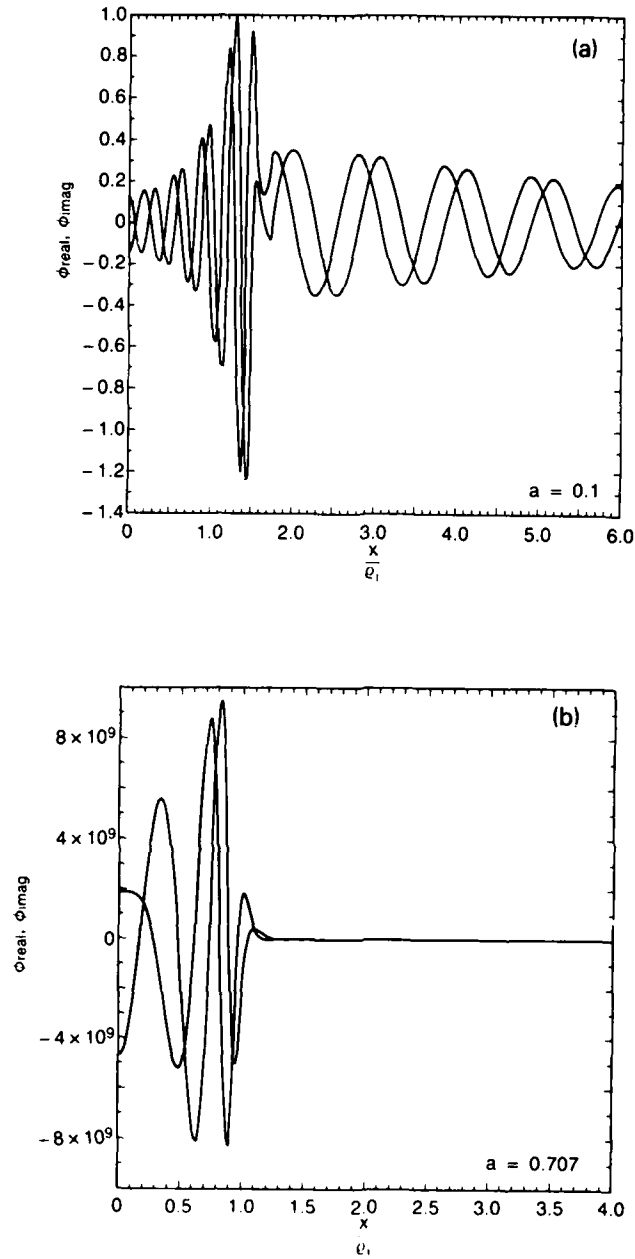 (a)
1.0
0.8
0.6
0.4
0.2
0
−0.2
−0.4
−0.6
−0.8
−1.0
−1.2
−1.4
ϕreal, ϕimag
a = 0.1
0 1.0 2.0 3.0 4.0 5.0 6.0
x
ϱi
(b)
8 × 10⁹
4 × 10⁹
0
−4 × 10⁹
−8 × 10⁹
ϕreal, ϕimag
a = 0.707
0 0.5 1.0 1.5 2.0 2.5 3.0 3.5 4.0
x
ϱi